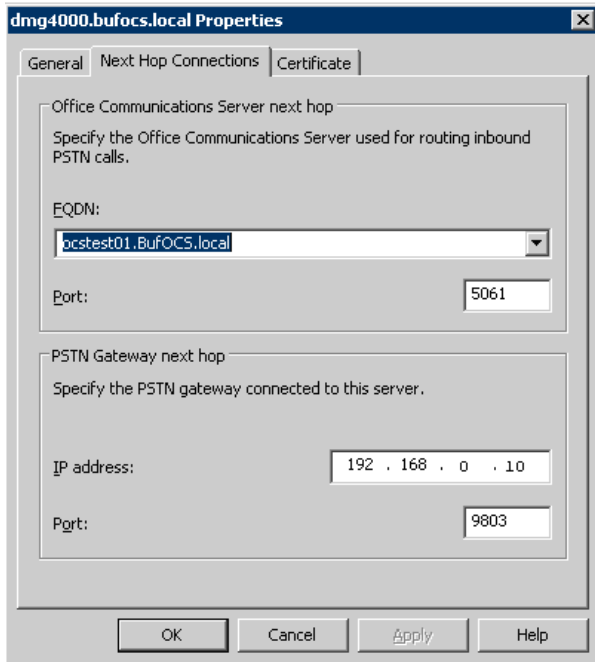 dmg4000.bufocs.local Properties
General Next Hop Connections Certificate
Office Communications Server next hop
Specify the Office Communications Server used for routing inbound
PSTN calls.
FQDN:
ocstest01.BufOCS.local
Port: 5061
PSTN Gateway next hop
Specify the PSTN gateway connected to this server.
IP address: 192 . 168 . 0 . 10
Port: 9803
OK Cancel Apply Help